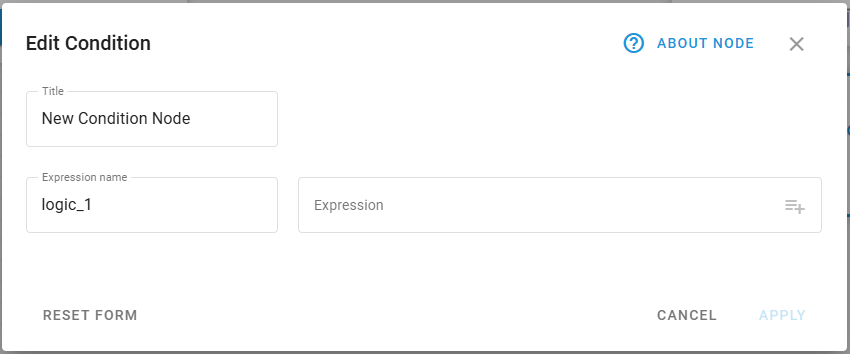 Edit Condition
ABOUT NODE
Title
New Condition Node
Expression name
logic_1
Expression
RESET FORM
CANCEL
APPLY